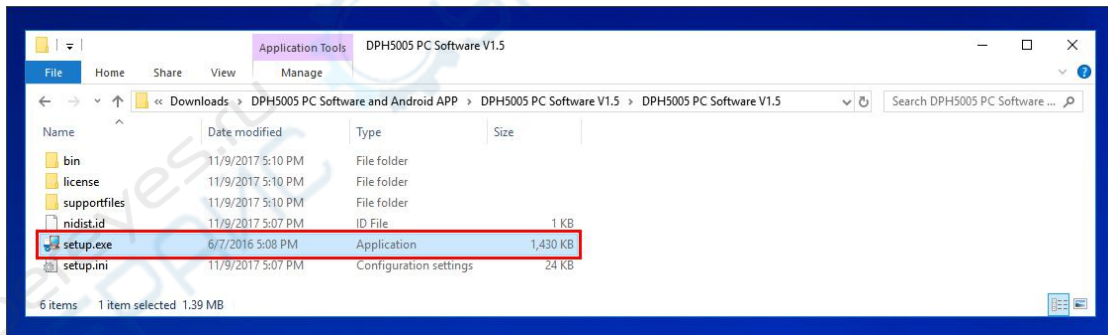 Application Tools DPH5005 PC Software V1.5
File Home Share View Manage
« Downloads › DPH5005 PC Software and Android APP › DPH5005 PC Software V1.5 › DPH5005 PC Software V1.5 Search DPH5005 PC Software ...
Name Date modified Type Size
bin 11/9/2017 5:10 PM File folder
license 11/9/2017 5:10 PM File folder
supportfiles 11/9/2017 5:10 PM File folder
nidist.id 11/9/2017 5:07 PM ID File 1 KB
setup.exe 6/7/2016 5:08 PM Application 1,430 KB
setup.ini 11/9/2017 5:07 PM Configuration settings 24 KB
6 items 1 item selected 1.39 MB